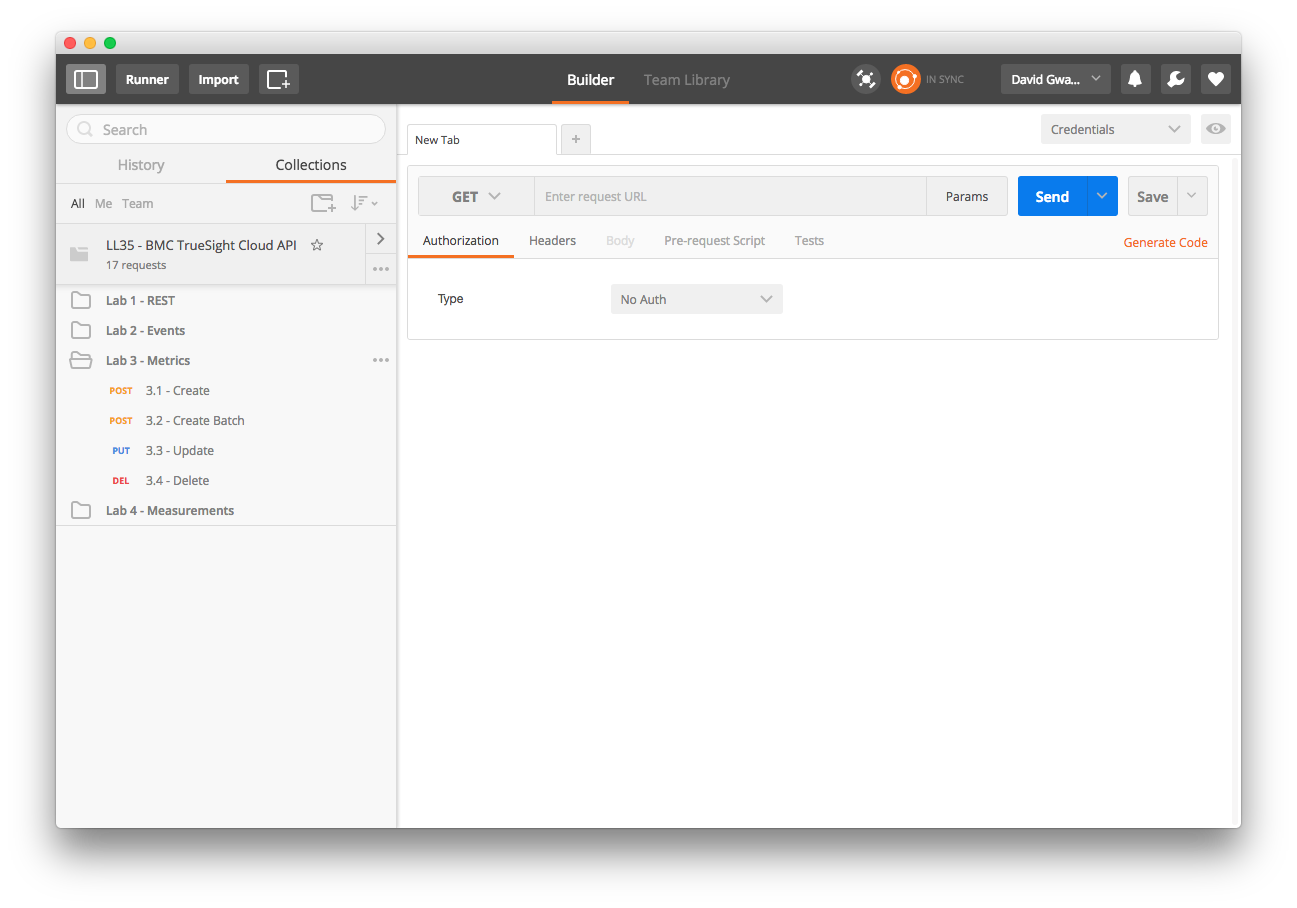 Runner Import Builder Team Library IN SYNC David Gwa...
Search
History Collections
All Me Team
LL35 - BMC TrueSight Cloud API
17 requests
Lab 1 - REST
Lab 2 - Events
Lab 3 - Metrics
POST 3.1 - Create
POST 3.2 - Create Batch
PUT 3.3 - Update
DEL 3.4 - Delete
Lab 4 - Measurements
New Tab + Credentials
GET Enter request URL Params Send Save
Authorization Headers Body Pre-request Script Tests Generate Code
Type No Auth